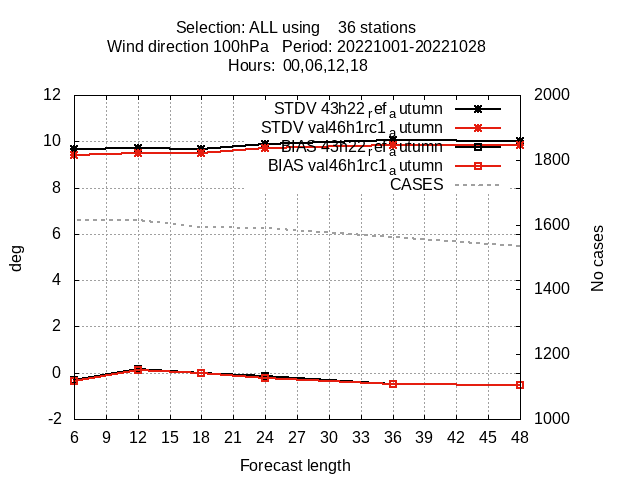 Selection: ALL using 36 stations
Wind direction 100hPa Period: 20221001-20221028
Hours: 00,06,12,18
STDV 43h22_ref_autumn
STDV val46h1rc1_autumn
BIAS 43h22_ref_autumn
BIAS val46h1rc1_autumn
CASES
12
10
8
6
4
2
0
-2
deg
2000
1800
1600
1400
1200
1000
No cases
6 9 12 15 18 21 24 27 30 33 36 39 42 45 48
Forecast length